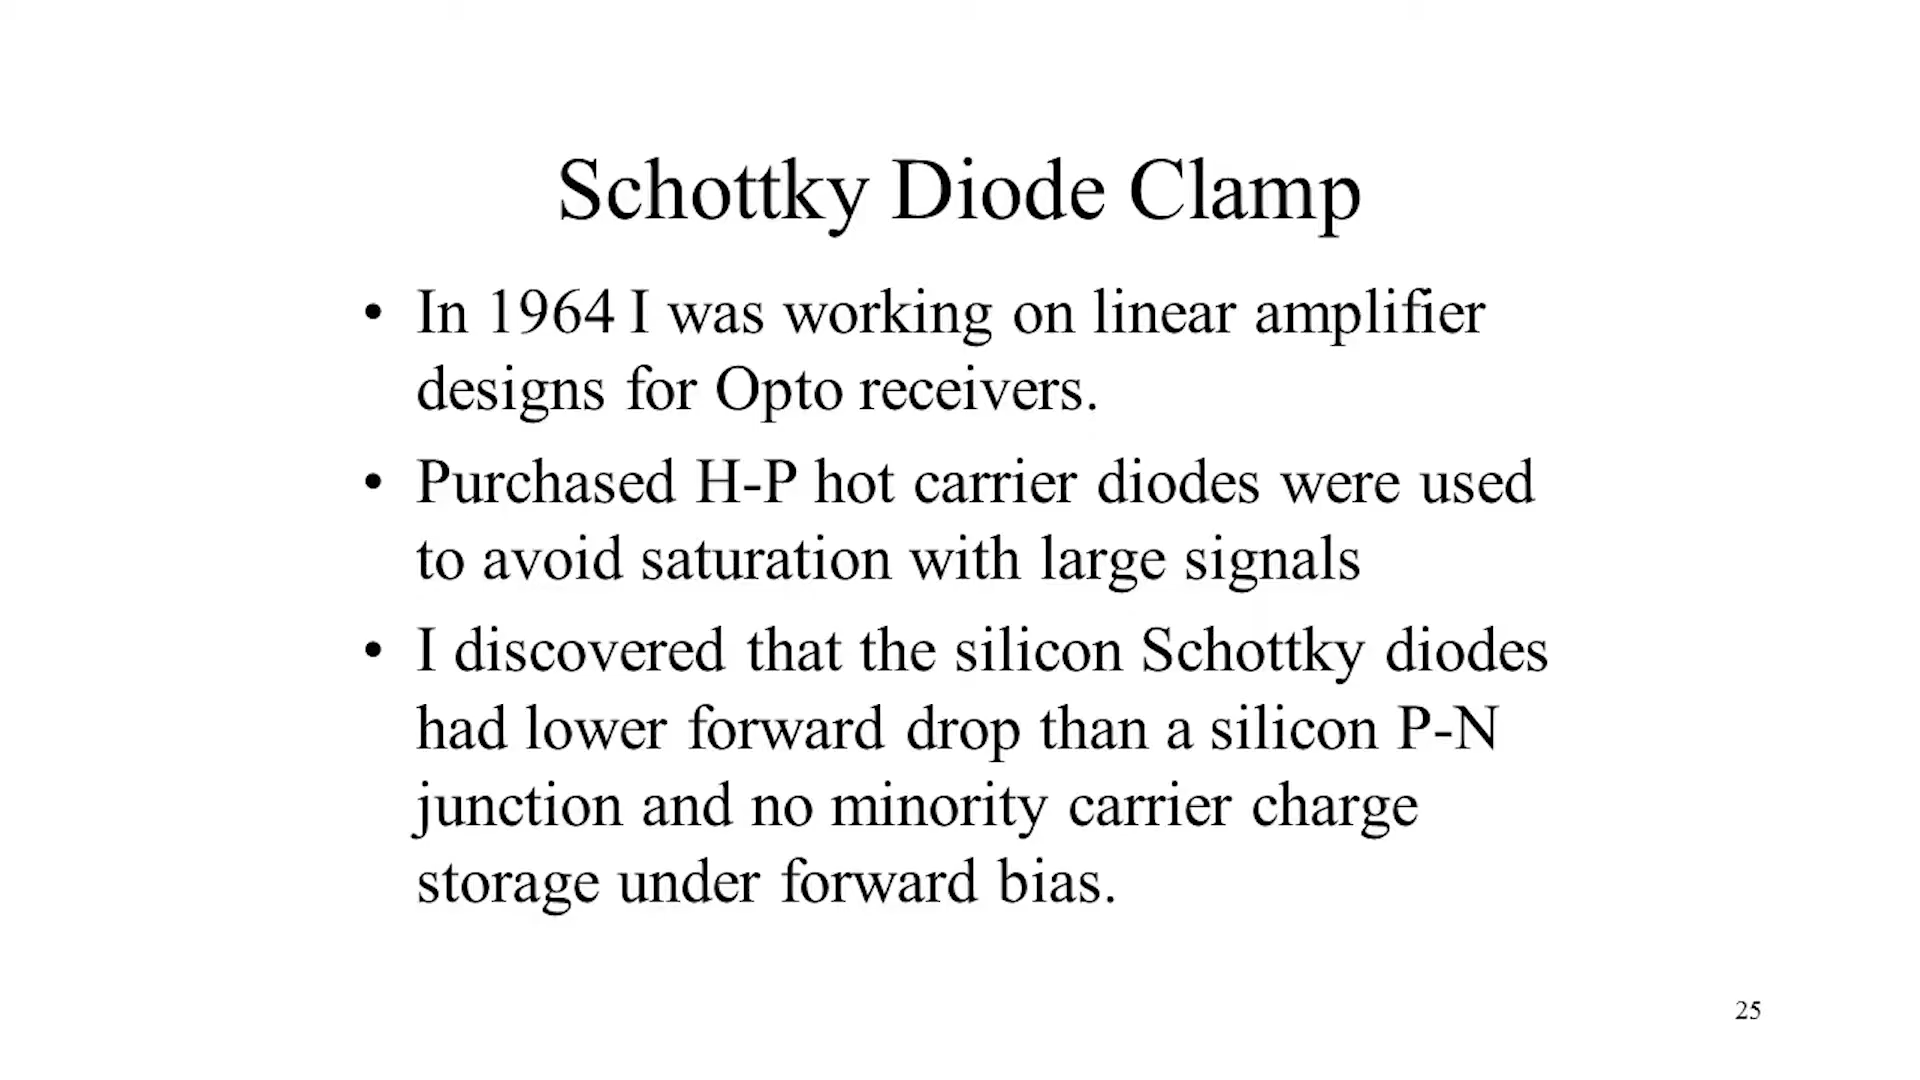 Schottky Diode Clamp
• In 1964 I was working on linear amplifier
designs for Opto receivers.
• Purchased H-P hot carrier diodes were used
to avoid saturation with large signals
• I discovered that the silicon Schottky diodes
had lower forward drop than a silicon P-N
junction and no minority carrier charge
storage under forward bias.
25